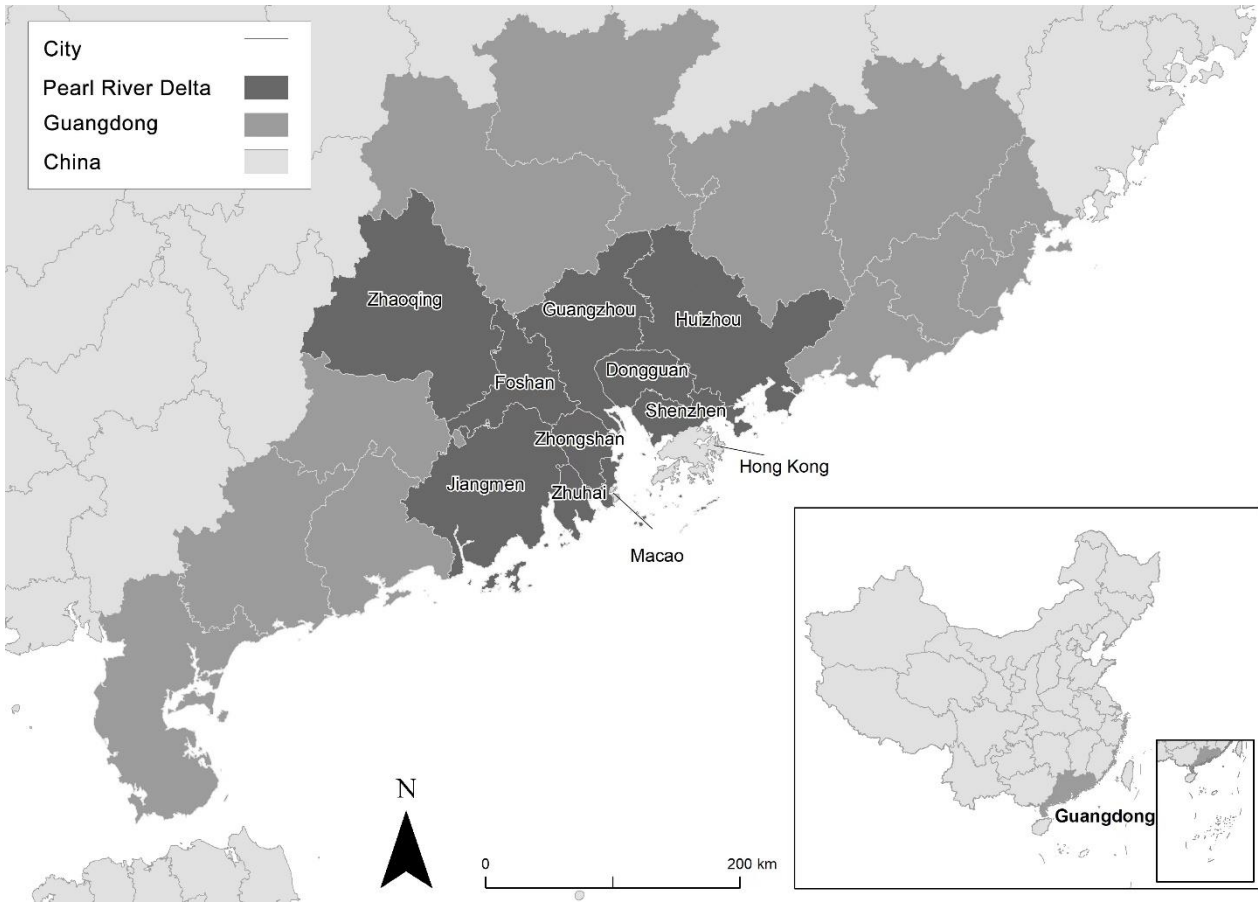 City
Pearl River Delta
Guangdong
China
Zhaoqing
Guangzhou
Huizhou
Foshan
Dongguan
Shenzhen
Zhongshan
Hong Kong
Jiangmen
Zhuhai
Macao
N
0
200 km
Guangdong